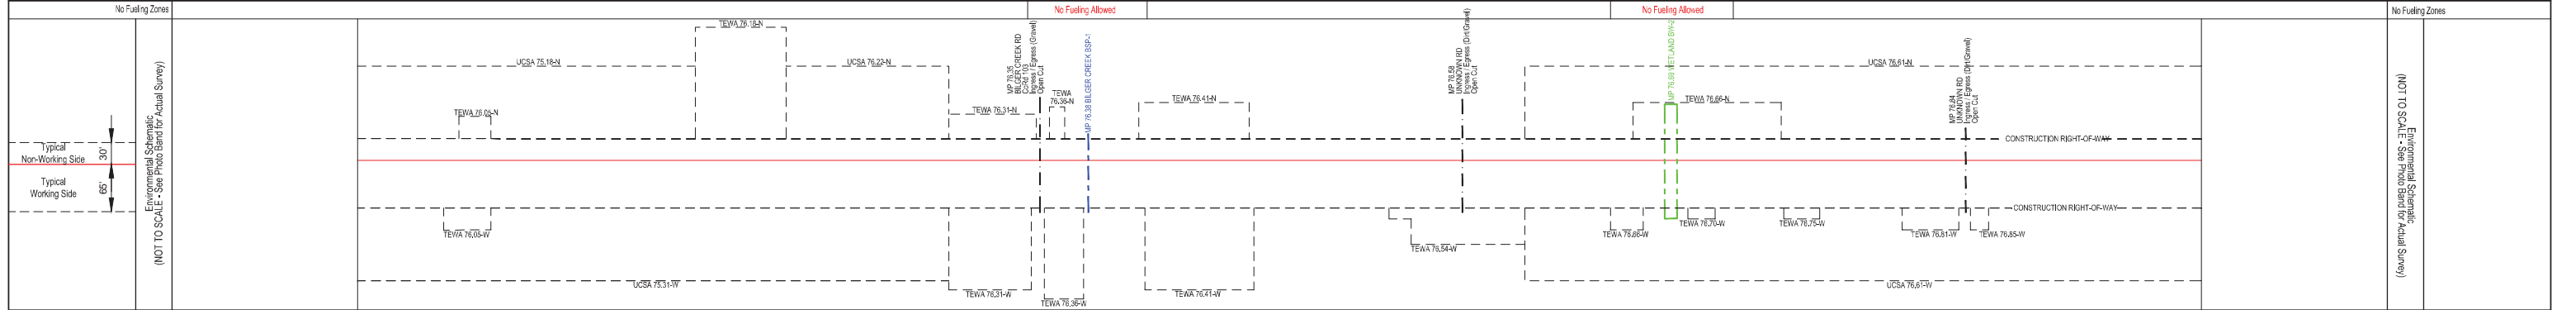 No Fueling Zones
No Fueling Allowed
No Fueling Allowed
No Fueling Zones
Typical
Non-Working Side
30'
Typical
Working Side
65'
Environmental Schematic
(NOT TO SCALE - See Photo Band for Actual Survey)
UCSA 75.18-N
TEWA 76.05-N
TEWA 76.18-N
UCSA 76.22-N
TEWA 76.31-N
MP 76.35
BILGER CREEK RD
CoRd 103
Ingress / Egress (Gravel)
Open Cut
TEWA
76.36-N
MP 76.38 BILGER CREEK BSP-1
TEWA 76.41-N
MP 76.58
UNKNOWN RD
Ingress / Egress (Dirt/Gravel)
Open Cut
MP 76.69 WETLAND BW-2
TEWA 76.66-N
UCSA 76.61-N
MP 76.84
UNKNOWN RD
Ingress / Egress (Dirt/Gravel)
Open Cut
CONSTRUCTION RIGHT-OF-WAY
CONSTRUCTION RIGHT-OF-WAY
TEWA 76.05-W
UCSA 75.31-W
TEWA 76.31-W
TEWA 76.36-W
TEWA 76.41-W
TEWA 76.54-W
TEWA 76.66-W
TEWA 76.70-W
TEWA 76.75-W
TEWA 76.81-W
TEWA 76.85-W
UCSA 76.61-W
Environmental Schematic
(NOT TO SCALE - See Photo Band for Actual Survey)